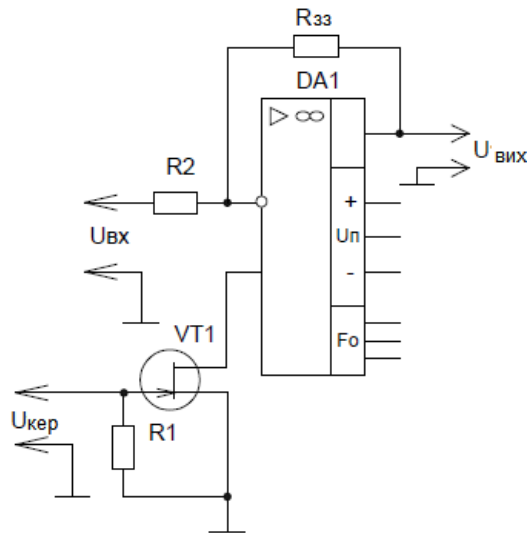 Rзз
DA1
▷ ∞
R2
U вих
+
Uвх
Uп
-
VT1
Fo
Uкер
R1